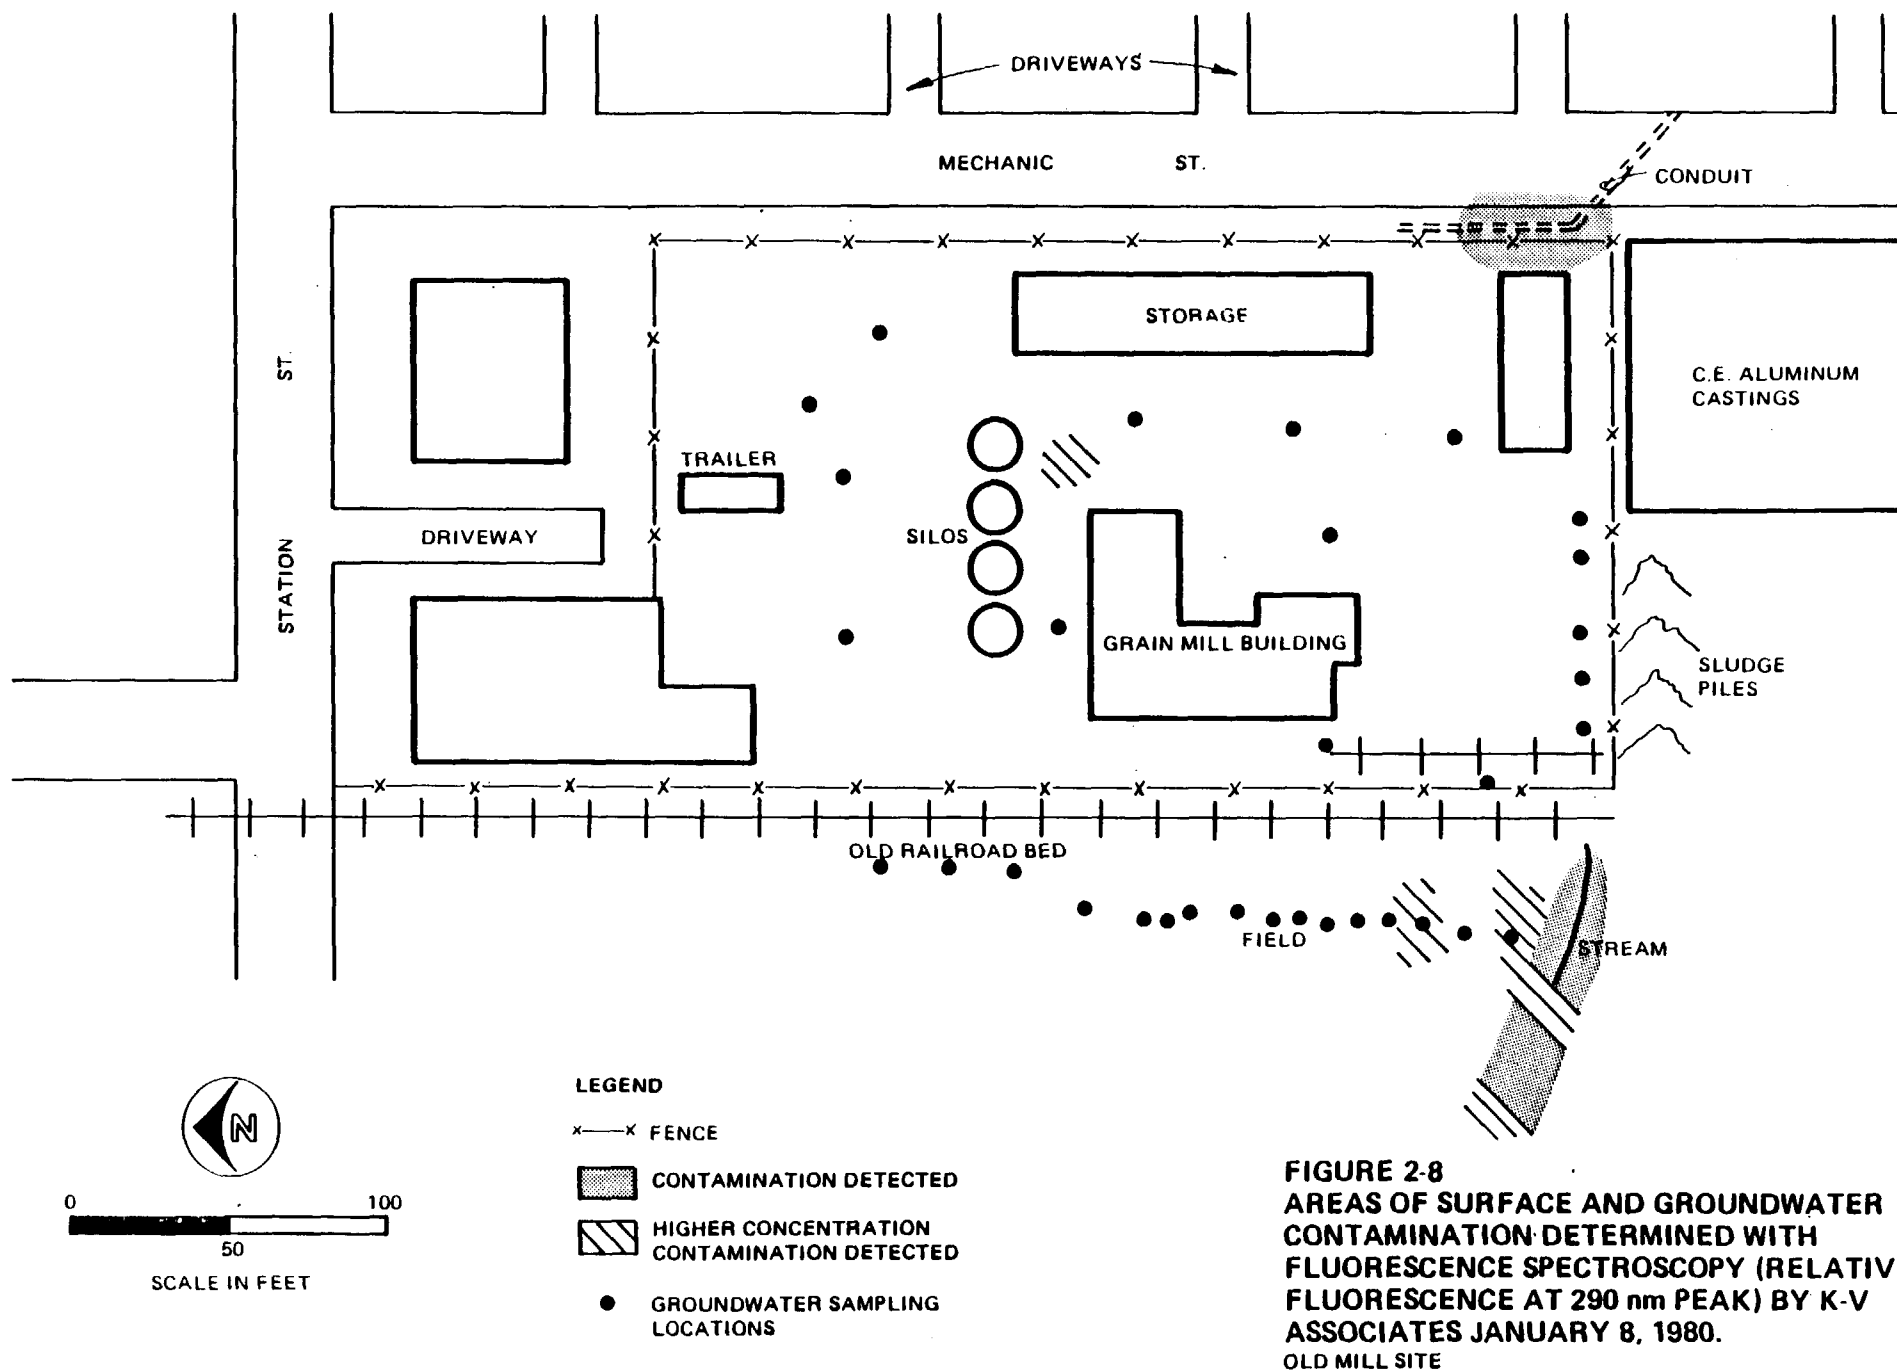 DRIVEWAYS
MECHANIC ST.
CONDUIT
STORAGE
ST.
C.E. ALUMINUM
CASTINGS
TRAILER
DRIVEWAY
SILOS
STATION
GRAIN MILL BUILDING
SLUDGE
PILES
OLD RAILROAD BED
FIELD
STREAM
N
0 100
50
SCALE IN FEET
LEGEND
x—x FENCE
CONTAMINATION DETECTED
HIGHER CONCENTRATION
CONTAMINATION DETECTED
GROUNDWATER SAMPLING
LOCATIONS
FIGURE 2-8
AREAS OF SURFACE AND GROUNDWATER
CONTAMINATION DETERMINED WITH
FLUORESCENCE SPECTROSCOPY (RELATIV
FLUORESCENCE AT 290 nm PEAK) BY K-V
ASSOCIATES JANUARY 8, 1980.
OLD MILL SITE